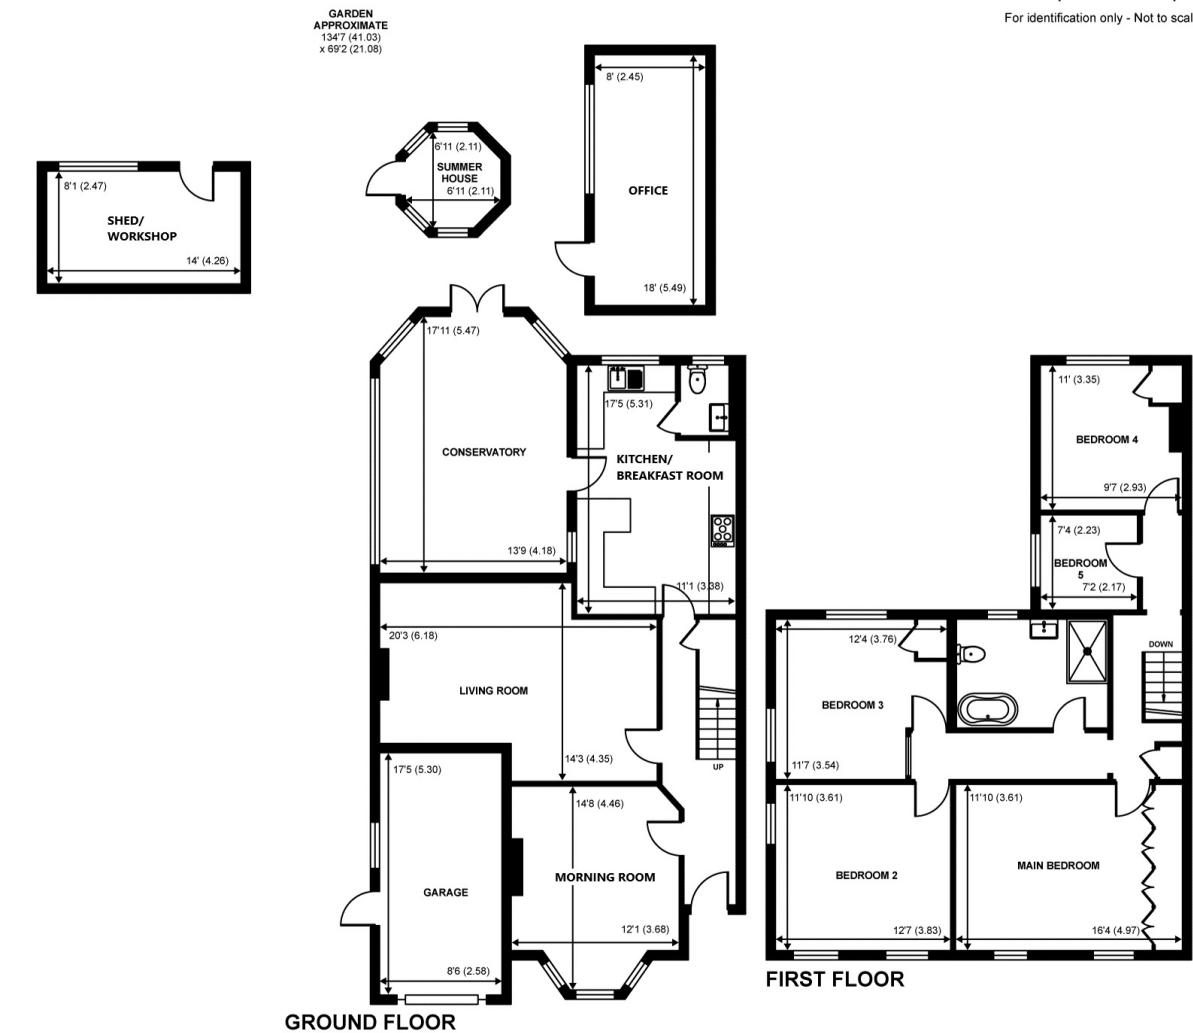 For identification only - Not to scal
GARDEN
APPROXIMATE
134'7 (41.03)
x 69'2 (21.08)
8' (2.45)
OFFICE
18' (5.49)
6'11 (2.11)
SUMMER
HOUSE
6'11 (2.11)
8'1 (2.47)
SHED/
WORKSHOP
14' (4.26)
17'11 (5.47)
CONSERVATORY
13'9 (4.18)
17'5 (5.31)
KITCHEN/
BREAKFAST ROOM
11'1 (3.38)
20'3 (6.18)
LIVING ROOM
14'3 (4.35)
UP
17'5 (5.30)
GARAGE
8'6 (2.58)
14'8 (4.46)
MORNING ROOM
12'1 (3.68)
GROUND FLOOR
11' (3.35)
BEDROOM 4
9'7 (2.93)
7'4 (2.23)
BEDROOM
5
7'2 (2.17)
12'4 (3.76)
BEDROOM 3
11'7 (3.54)
DOWN
11'10 (3.61)
BEDROOM 2
12'7 (3.83)
11'10 (3.61)
MAIN BEDROOM
16'4 (4.97)
FIRST FLOOR